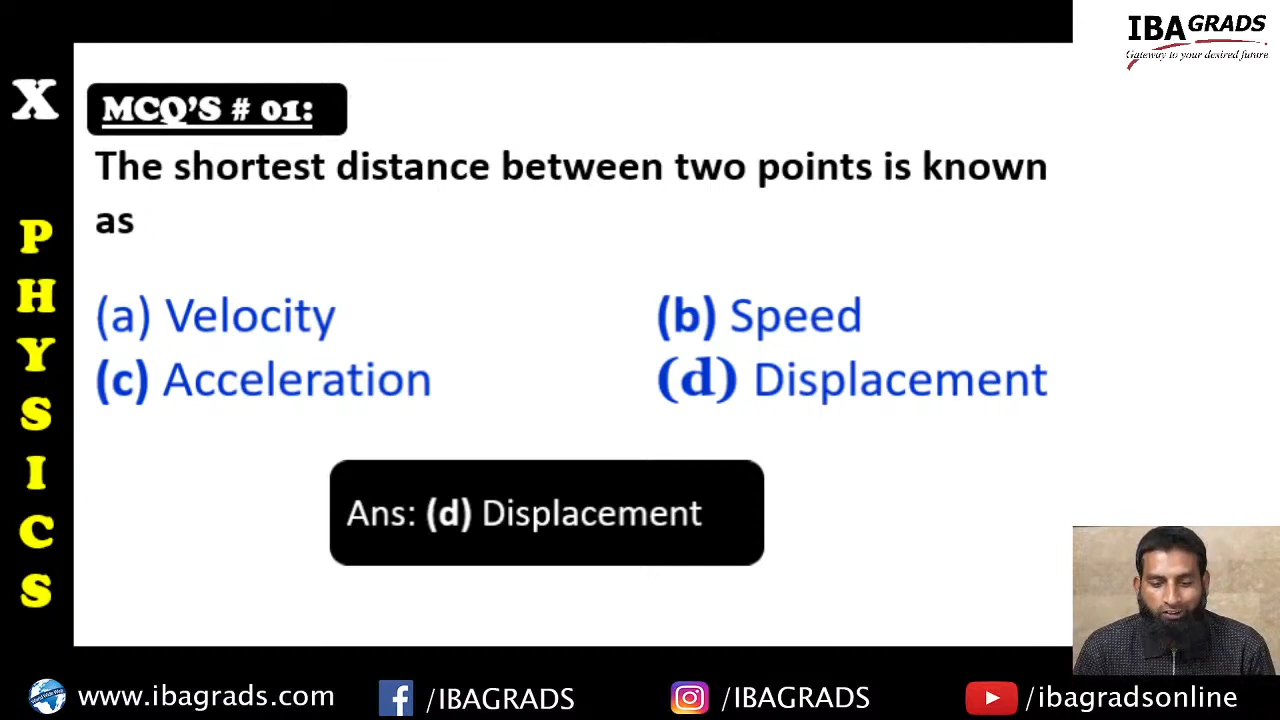 IBA GRADS
Gateway to your desired future
X
PHYSICS
MCQ'S # 01:
The shortest distance between two points is known
as
(a) Velocity
(b) Speed
(c) Acceleration
(d) Displacement
Ans: (d) Displacement
www.ibagrads.com
/IBAGRADS
/IBAGRADS
/ibagradsonline